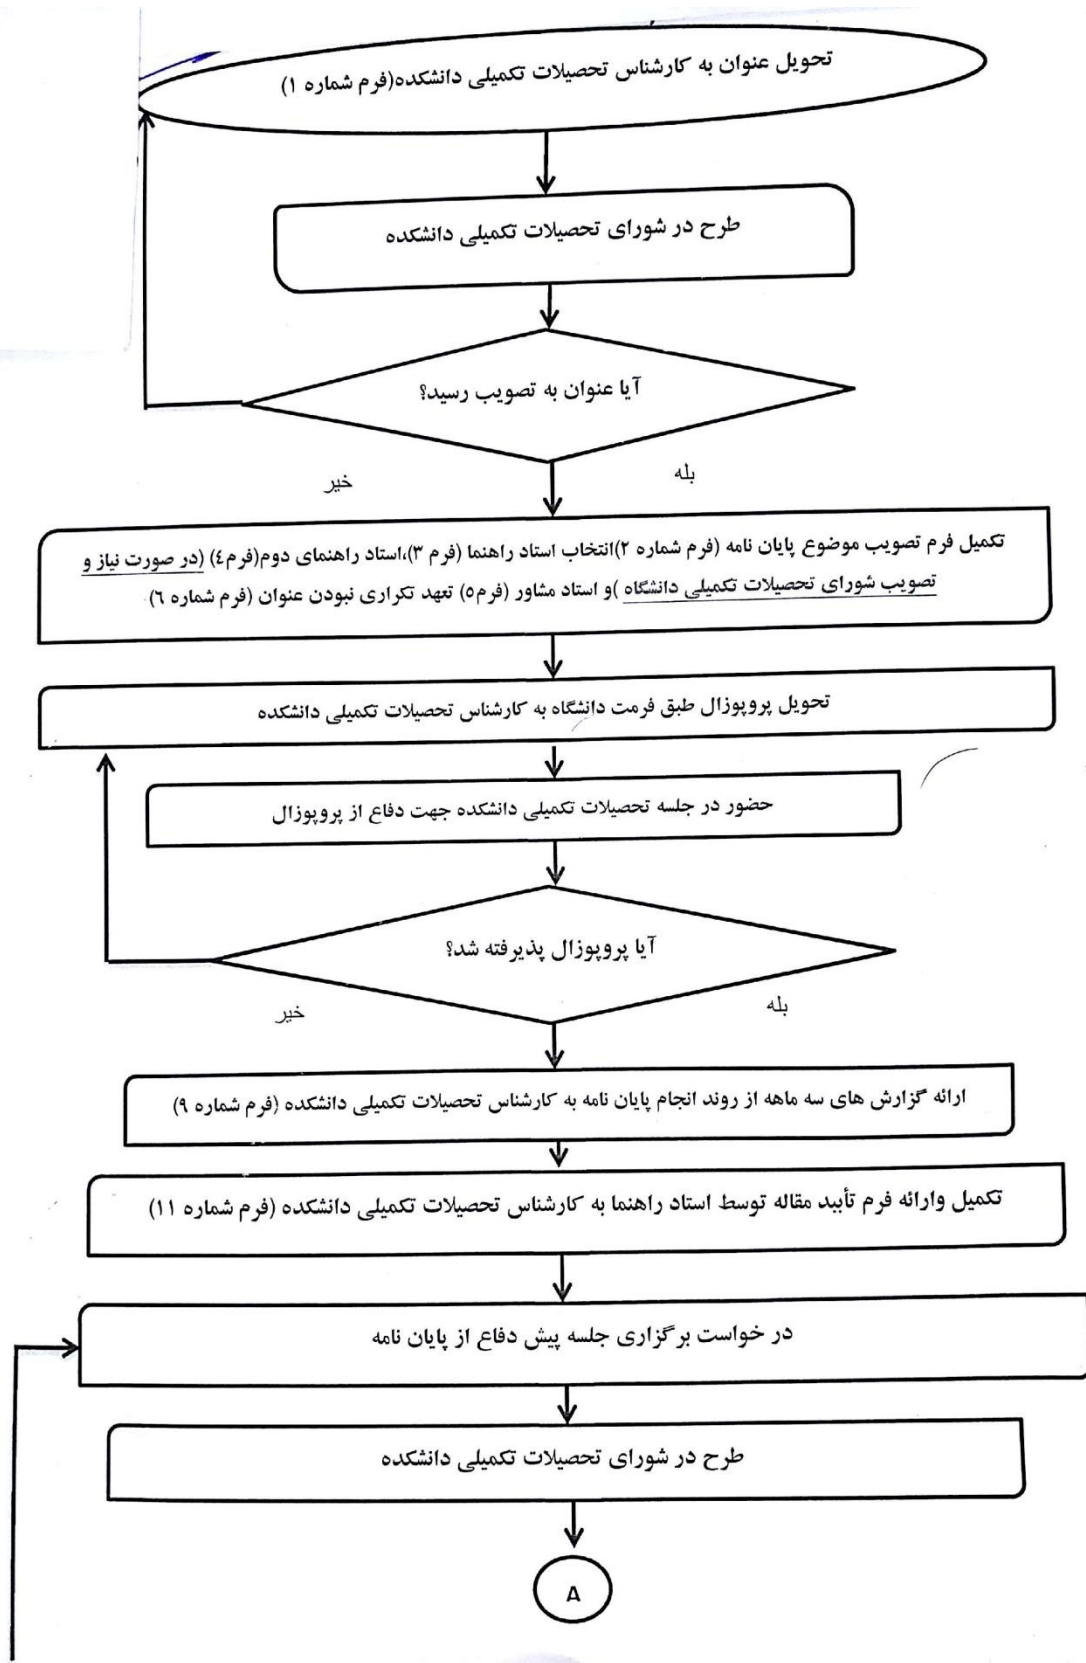 تحویل عنوان به کارشناس تحصیلات تکمیلی دانشکده(فرم شماره ۱)
طرح در شورای تحصیلات تکمیلی دانشکده
آیا عنوان به تصویب رسید؟
بله
خیر
تکمیل فرم تصویب موضوع پایان نامه (فرم شماره ۲)انتخاب استاد راهنما (فرم ۳)،استاد راهنمای دوم(فرم٤) (در صورت نیاز و
تصویب شورای تحصیلات تکمیلی دانشگاه )و استاد مشاور (فرم٥) تعهد تکراری نبودن عنوان (فرم شماره ٦)
تحویل پروپوزال طبق فرمت دانشگاه به کارشناس تحصیلات تکمیلی دانشکده
حضور در جلسه تحصیلات تکمیلی دانشکده جهت دفاع از پروپوزال
آیا پروپوزال پذیرفته شد؟
بله
خیر
ارائه گزارش های سه ماهه از روند انجام پایان نامه به کارشناس تحصیلات تکمیلی دانشکده (فرم شماره ۹)
تکمیل وارائه فرم تأیید مقاله توسط استاد راهنما به کارشناس تحصیلات تکمیلی دانشکده (فرم شماره ۱۱)
در خواست برگزاری جلسه پیش دفاع از پایان نامه
طرح در شورای تحصیلات تکمیلی دانشکده
A